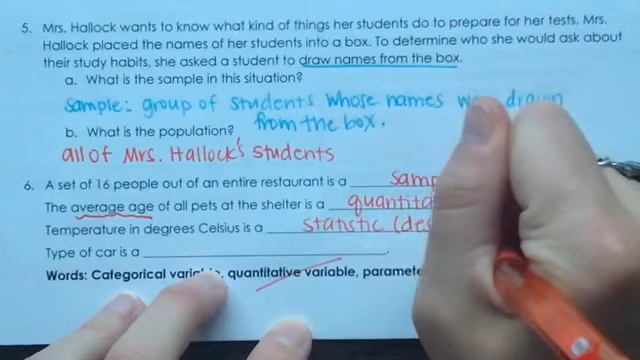 5. Mrs. Hallock wants to know what kind of things her students do to prepare for her tests. Mrs.
Hallock placed the names of her students into a box. To determine who she would ask about
their study habits, she asked a student to draw names from the box.
a. What is the sample in this situation?
Sample: group of students whose names drawn
b. What is the population? from the box.
all of Mrs. Hallock's students
6. A set of 16 people out of an entire restaurant is a samp
The average age of all pets at the shelter is a quantita
Temperature in degrees Celsius is a statistic (des
Type of car is a .
Words: Categorical quantitative variable, paramete